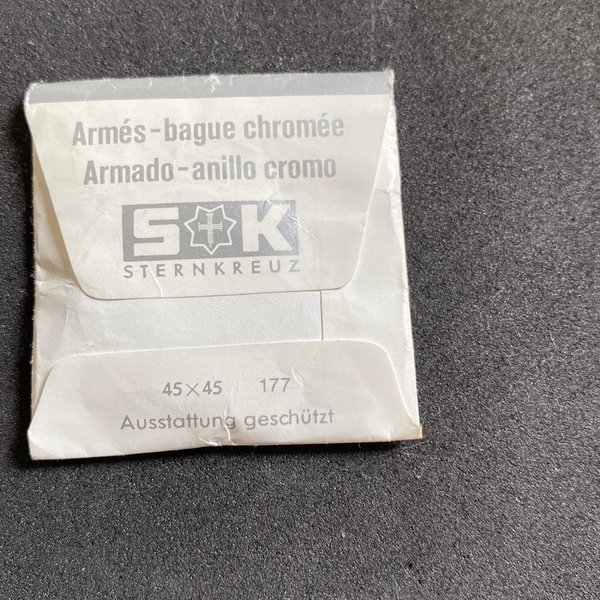 Armés-bague chromée
Armado-anillo cromo
S K
STERNKREUZ
45×45 177
Ausstattung geschützt